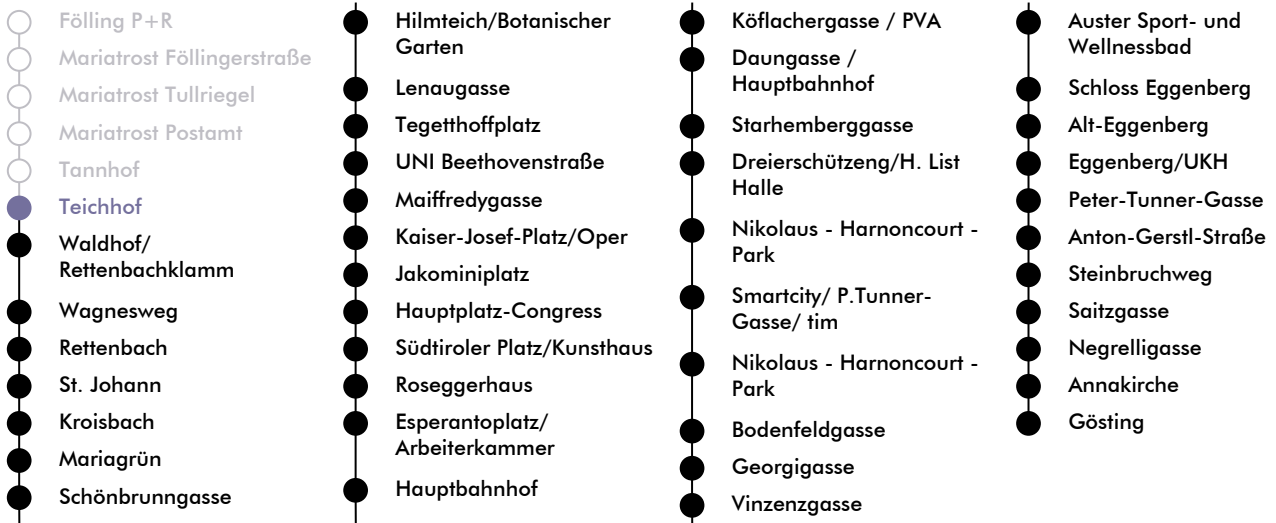 Fölling P+R
Mariatrost Föllingerstraße
Mariatrost Tullriegel
Mariatrost Postamt
Tannhof
Teichhof
Waldhof/
Rettenbachklamm
Wagnesweg
Rettenbach
St. Johann
Kroisbach
Mariagrün
Schönbrunngasse
Hilmteich/Botanischer
Garten
Lenaugasse
Tegetthoffplatz
UNI Beethovenstraße
Maiffredygasse
Kaiser-Josef-Platz/Oper
Jakominiplatz
Hauptplatz-Congress
Südtiroler Platz/Kunsthaus
Roseggerhaus
Esperantoplatz/
Arbeiterkammer
Hauptbahnhof
Köflachergasse / PVA
Daungasse /
Hauptbahnhof
Starhemberggasse
Dreierschützeng/H. List
Halle
Nikolaus - Harnoncourt -
Park
Smartcity/ P.Tunner-
Gasse/ tim
Nikolaus - Harnoncourt -
Park
Bodenfeldgasse
Georgigasse
Vinzenzgasse
Auster Sport- und
Wellnessbad
Schloss Eggenberg
Alt-Eggenberg
Eggenberg/UKH
Peter-Tunner-Gasse
Anton-Gerstl-Straße
Steinbruchweg
Saitzgasse
Negrelligasse
Annakirche
Gösting